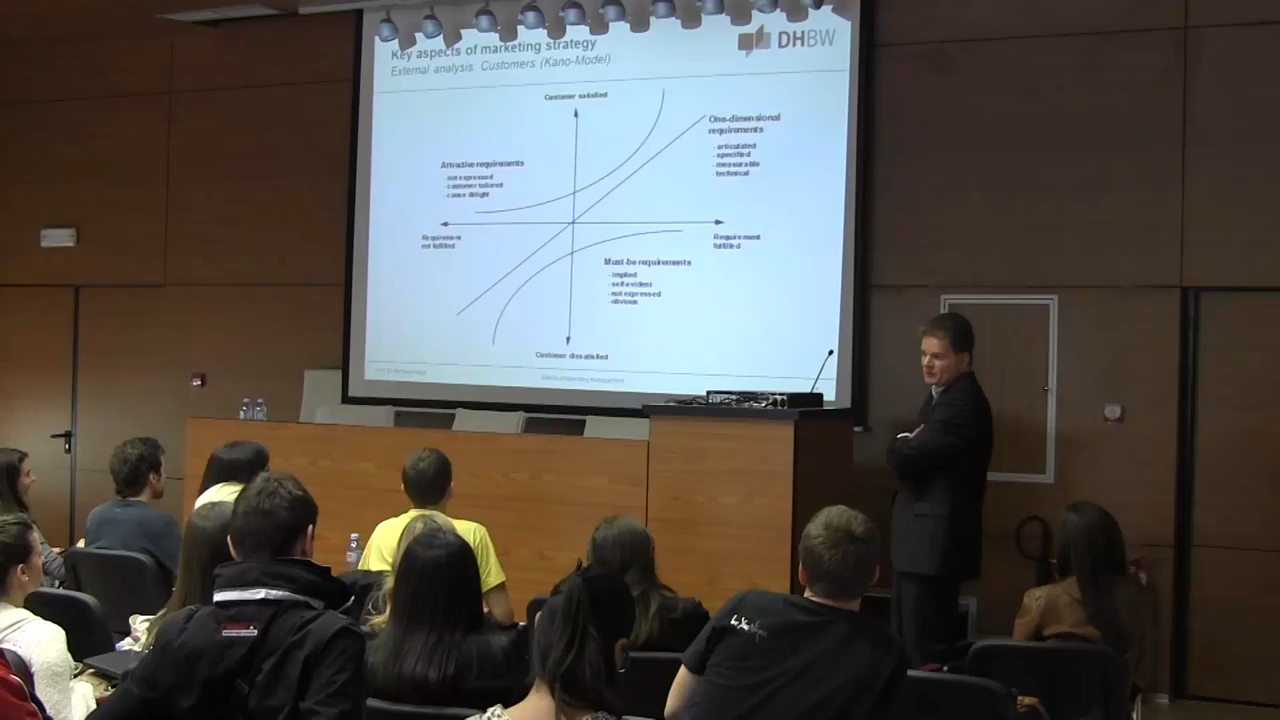 Key aspects of marketing strategy
External analysis: Customers (Kano-Model)
DHBW
Customer satisfied
One-dimensional
requirements
- articulated
- specified
- measurable
- technical
Attractive requirements
- not expressed
- customer tailored
- cause delight
Requirement
not fulfilled
Requirement
fulfilled
Must-be requirements
- implied
- self-evident
- not expressed
- obvious
Customer dissatisfied